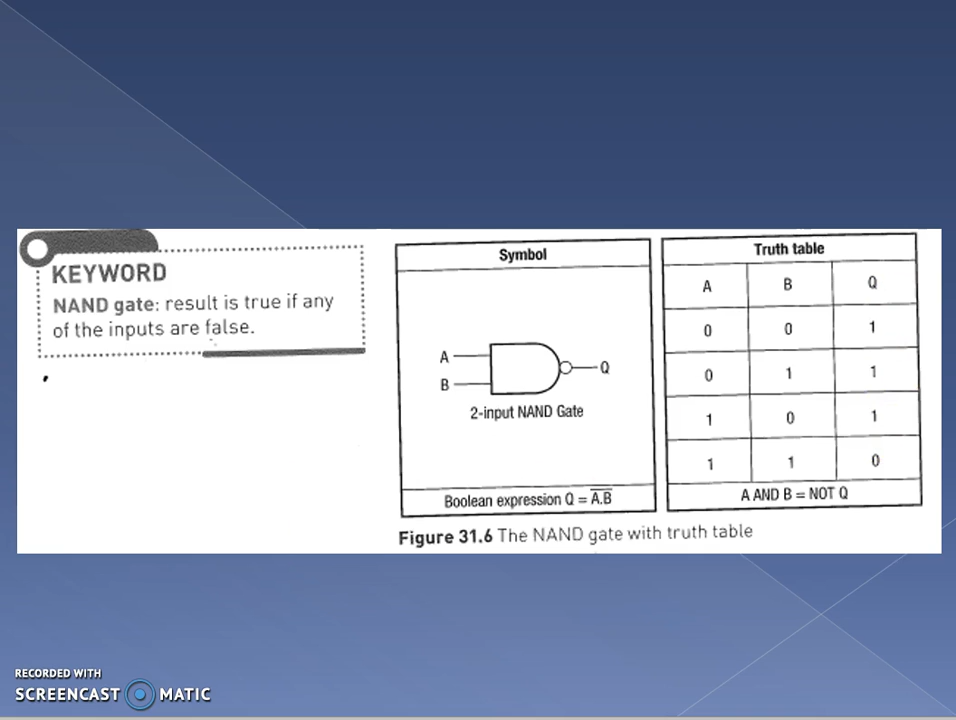 KEYWORD
NAND gate: result is true if any
of the inputs are false.
Symbol
A
B
Q
2-input NAND Gate
Boolean expression Q = A̅.̅B̅
Truth table
A B Q
0 0 1
0 1 1
1 0 1
1 1 0
A AND B = NOT Q
Figure 31.6 The NAND gate with truth table
RECORDED WITH
SCREENCAST MATIC